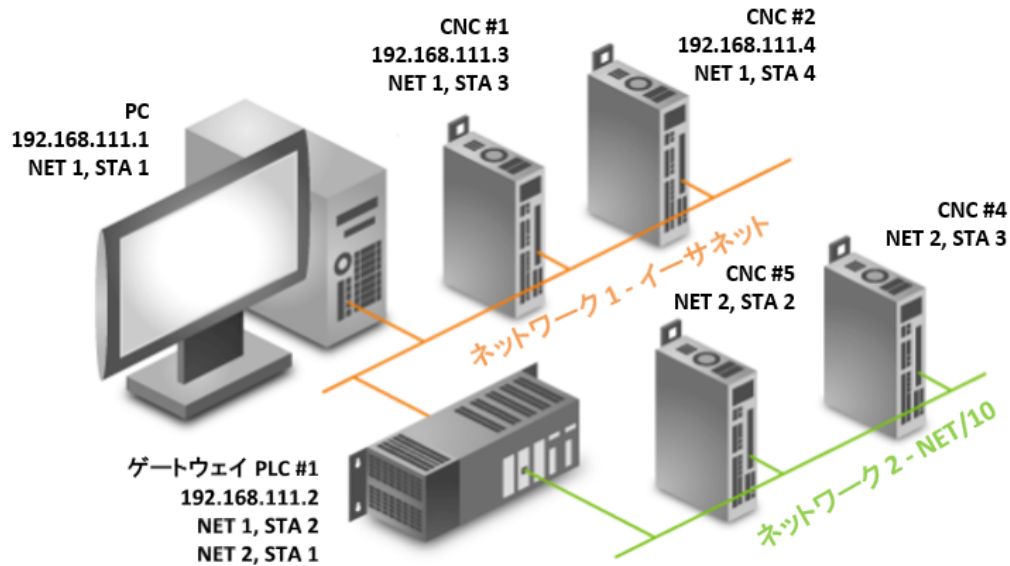 CNC #1
192.168.111.3
NET 1, STA 3
CNC #2
192.168.111.4
NET 1, STA 4
PC
192.168.111.1
NET 1, STA 1
CNC #4
NET 2, STA 3
CNC #5
NET 2, STA 2
ネットワーク 1 - イーサネット
ゲートウェイ PLC #1
192.168.111.2
NET 1, STA 2
NET 2, STA 1
ネットワーク 2 - NET/10